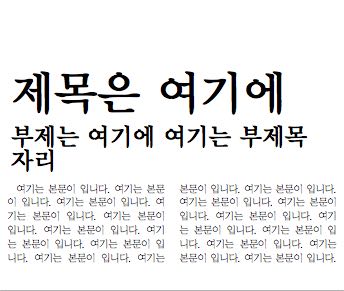 제목은 여기에
부제는 여기에 여기는 부제목
자리
여기는 본문이 입니다. 여기는 본문
이 입니다. 여기는 본문이 입니다. 여
기는 본문이 입니다. 여기는 본문이
입니다. 여기는 본문이 입니다. 여기
는 본문이 입니다. 여기는 본문이 입
니다. 여기는 본문이 입니다. 여기는
본문이 입니다. 여기는 본문이 입니다.
여기는 본문이 입니다. 여기는 본문이
입니다. 여기는 본문이 입니다. 여기
는 본문이 입니다. 여기는 본문이 입
니다. 여기는 본문이 입니다. 여기는
본문이 입니다. 여기는 본문이 입니다.